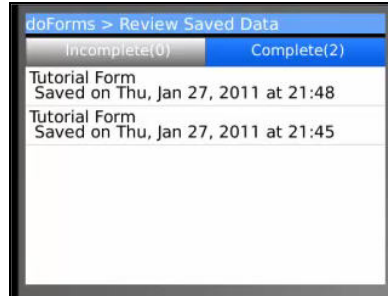 doForms > Review Saved Data
Incomplete(0)
Complete(2)
Tutorial Form
Saved on Thu, Jan 27, 2011 at 21:48
Tutorial Form
Saved on Thu, Jan 27, 2011 at 21:45